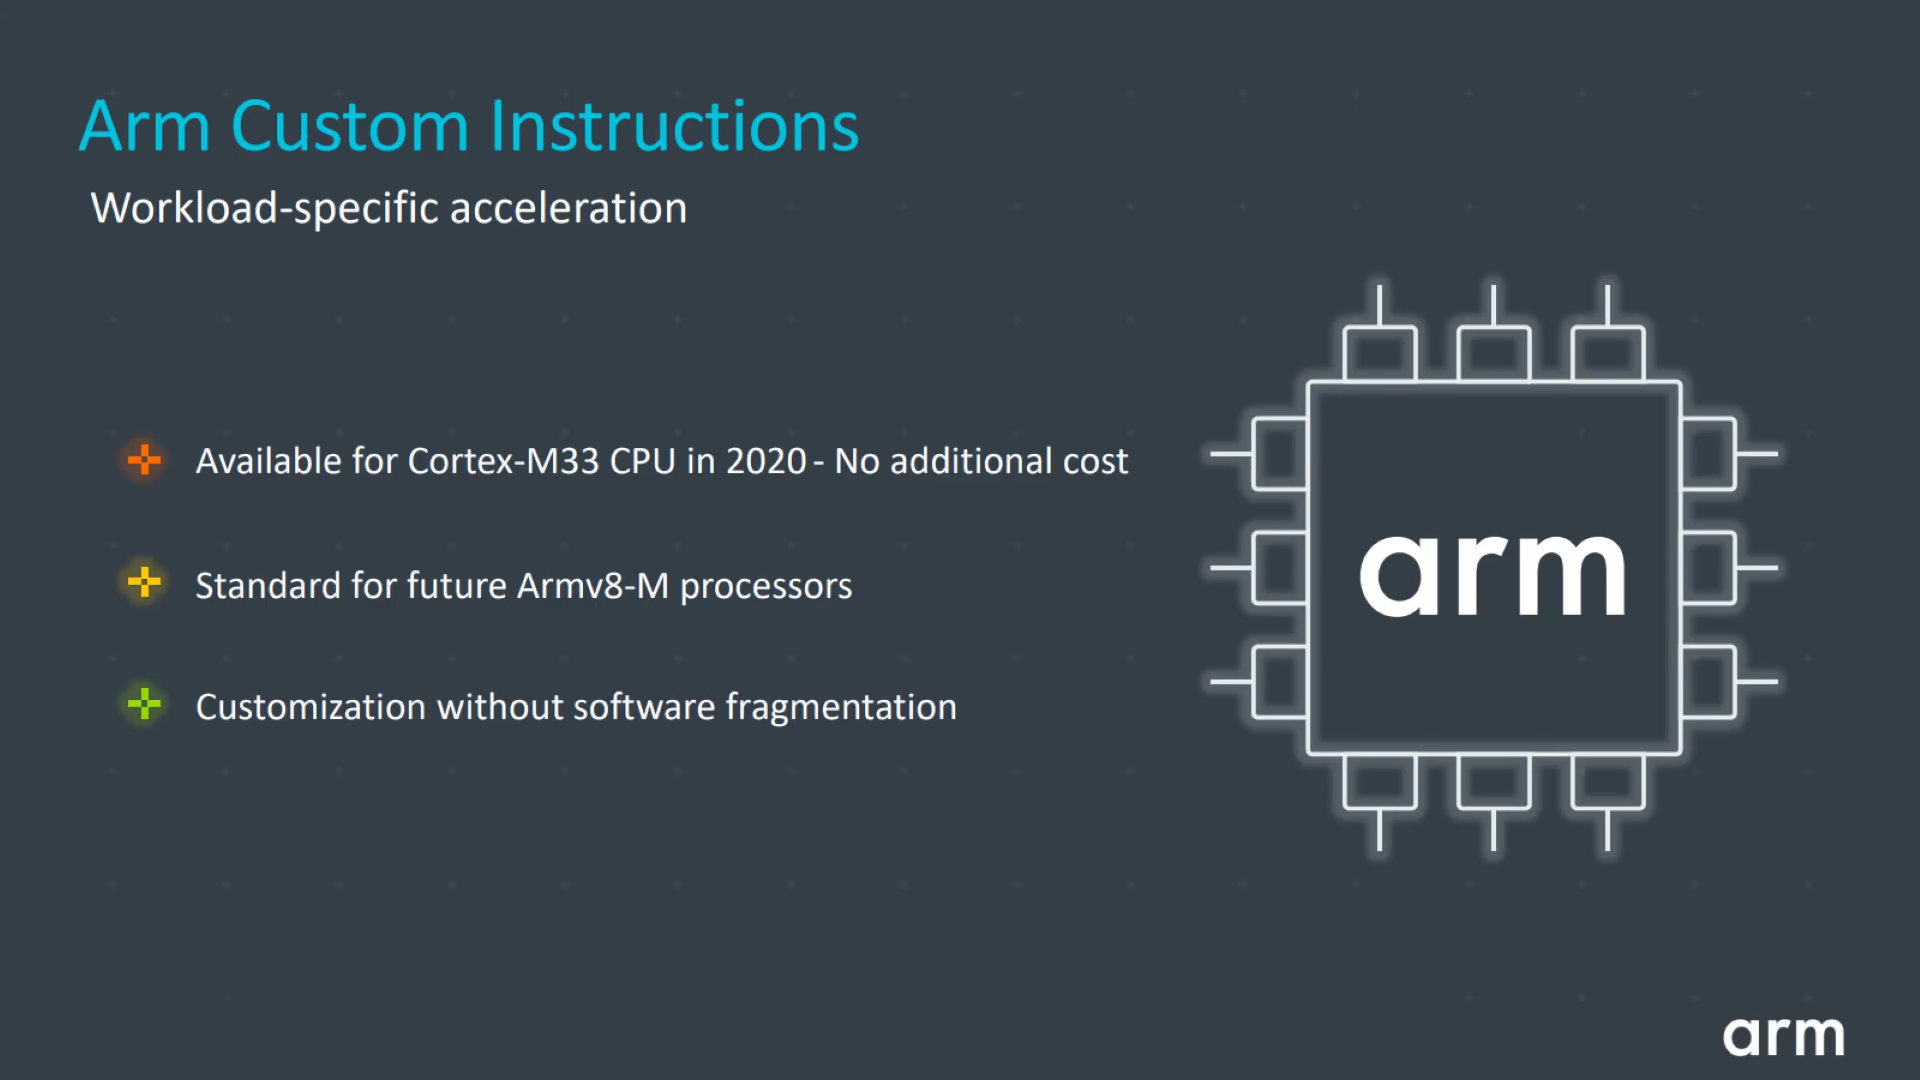 Arm Custom Instructions
Workload-specific acceleration
Available for Cortex-M33 CPU in 2020 - No additional cost
Standard for future Armv8-M processors
Customization without software fragmentation
arm
arm